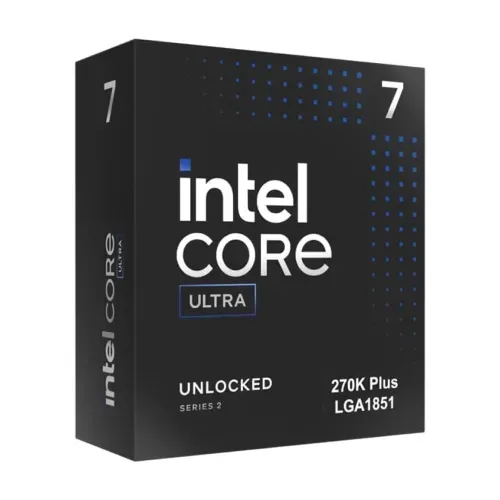 7
intel CORE ULTRA
7
intel
CORE
ULTRA
UNLOCKED
SERIES 2
270K Plus
LGA1851